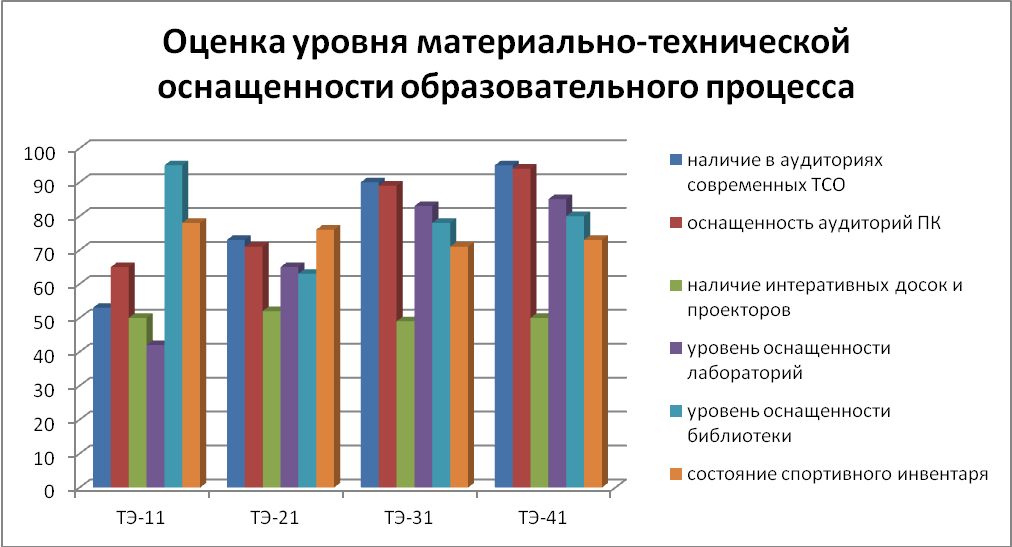 Оценка уровня материально-технической
оснащенности образовательного процесса
100
90
80
70
60
50
40
30
20
10
0
ТЭ-11
ТЭ-21
ТЭ-31
ТЭ-41
наличие в аудиториях
современных ТСО
оснащенность аудиторий ПК
наличие интеративных досок и
проекторов
уровень оснащенности
лабораторий
уровень оснащенности
библиотеки
состояние спортивного инвентаря